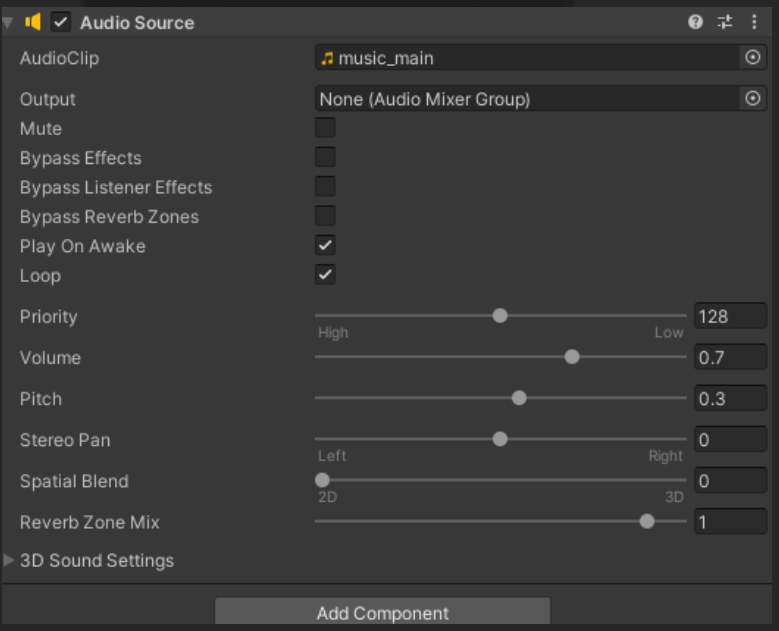 Audio Source
AudioClip music_main
Output None (Audio Mixer Group)
Mute
Bypass Effects
Bypass Listener Effects
Bypass Reverb Zones
Play On Awake
Loop
Priority 128
High Low
Volume 0.7
Pitch 0.3
Stereo Pan 0
Left Right
Spatial Blend 0
2D 3D
Reverb Zone Mix 1
3D Sound Settings
Add Component